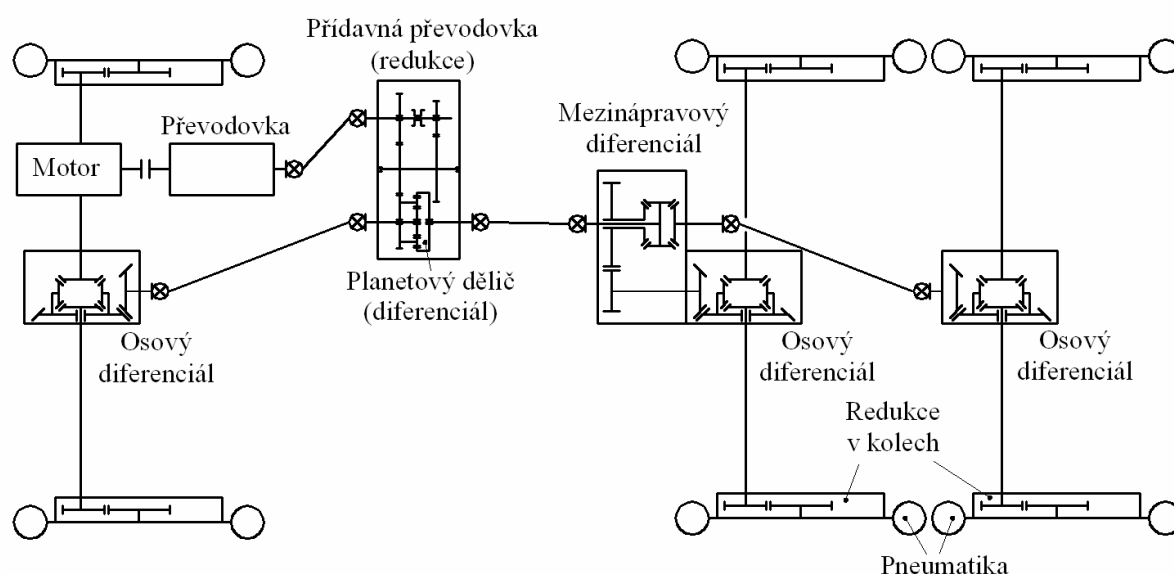 Přídavná převodovka
(redukce)
Převodovka
Motor
Mezinápravový
diferenciál
Planetový dělič
(diferenciál)
Osový
diferenciál
Osový
diferenciál
Osový
diferenciál
Redukce
v kolech
Pneumatika